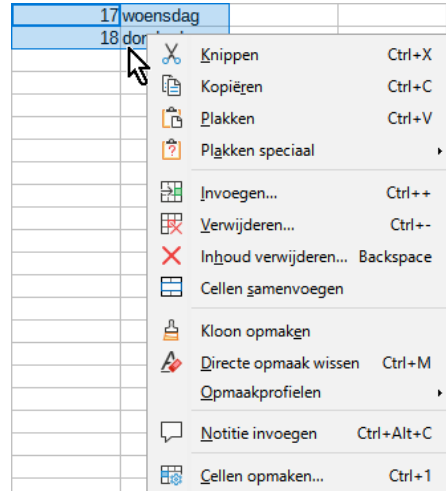 17 woensdag
18
Knippen Ctrl+X
Kopiëren Ctrl+C
Plakken Ctrl+V
Plakken speciaal
Invoegen... Ctrl++
Verwijderen... Ctrl+-
Inhoud verwijderen... Backspace
Cellen samenvoegen
Kloon opmaken
Directe opmaak wissen Ctrl+M
Opmaakprofielen
Notitie invoegen Ctrl+Alt+C
Cellen opmaken... Ctrl+1